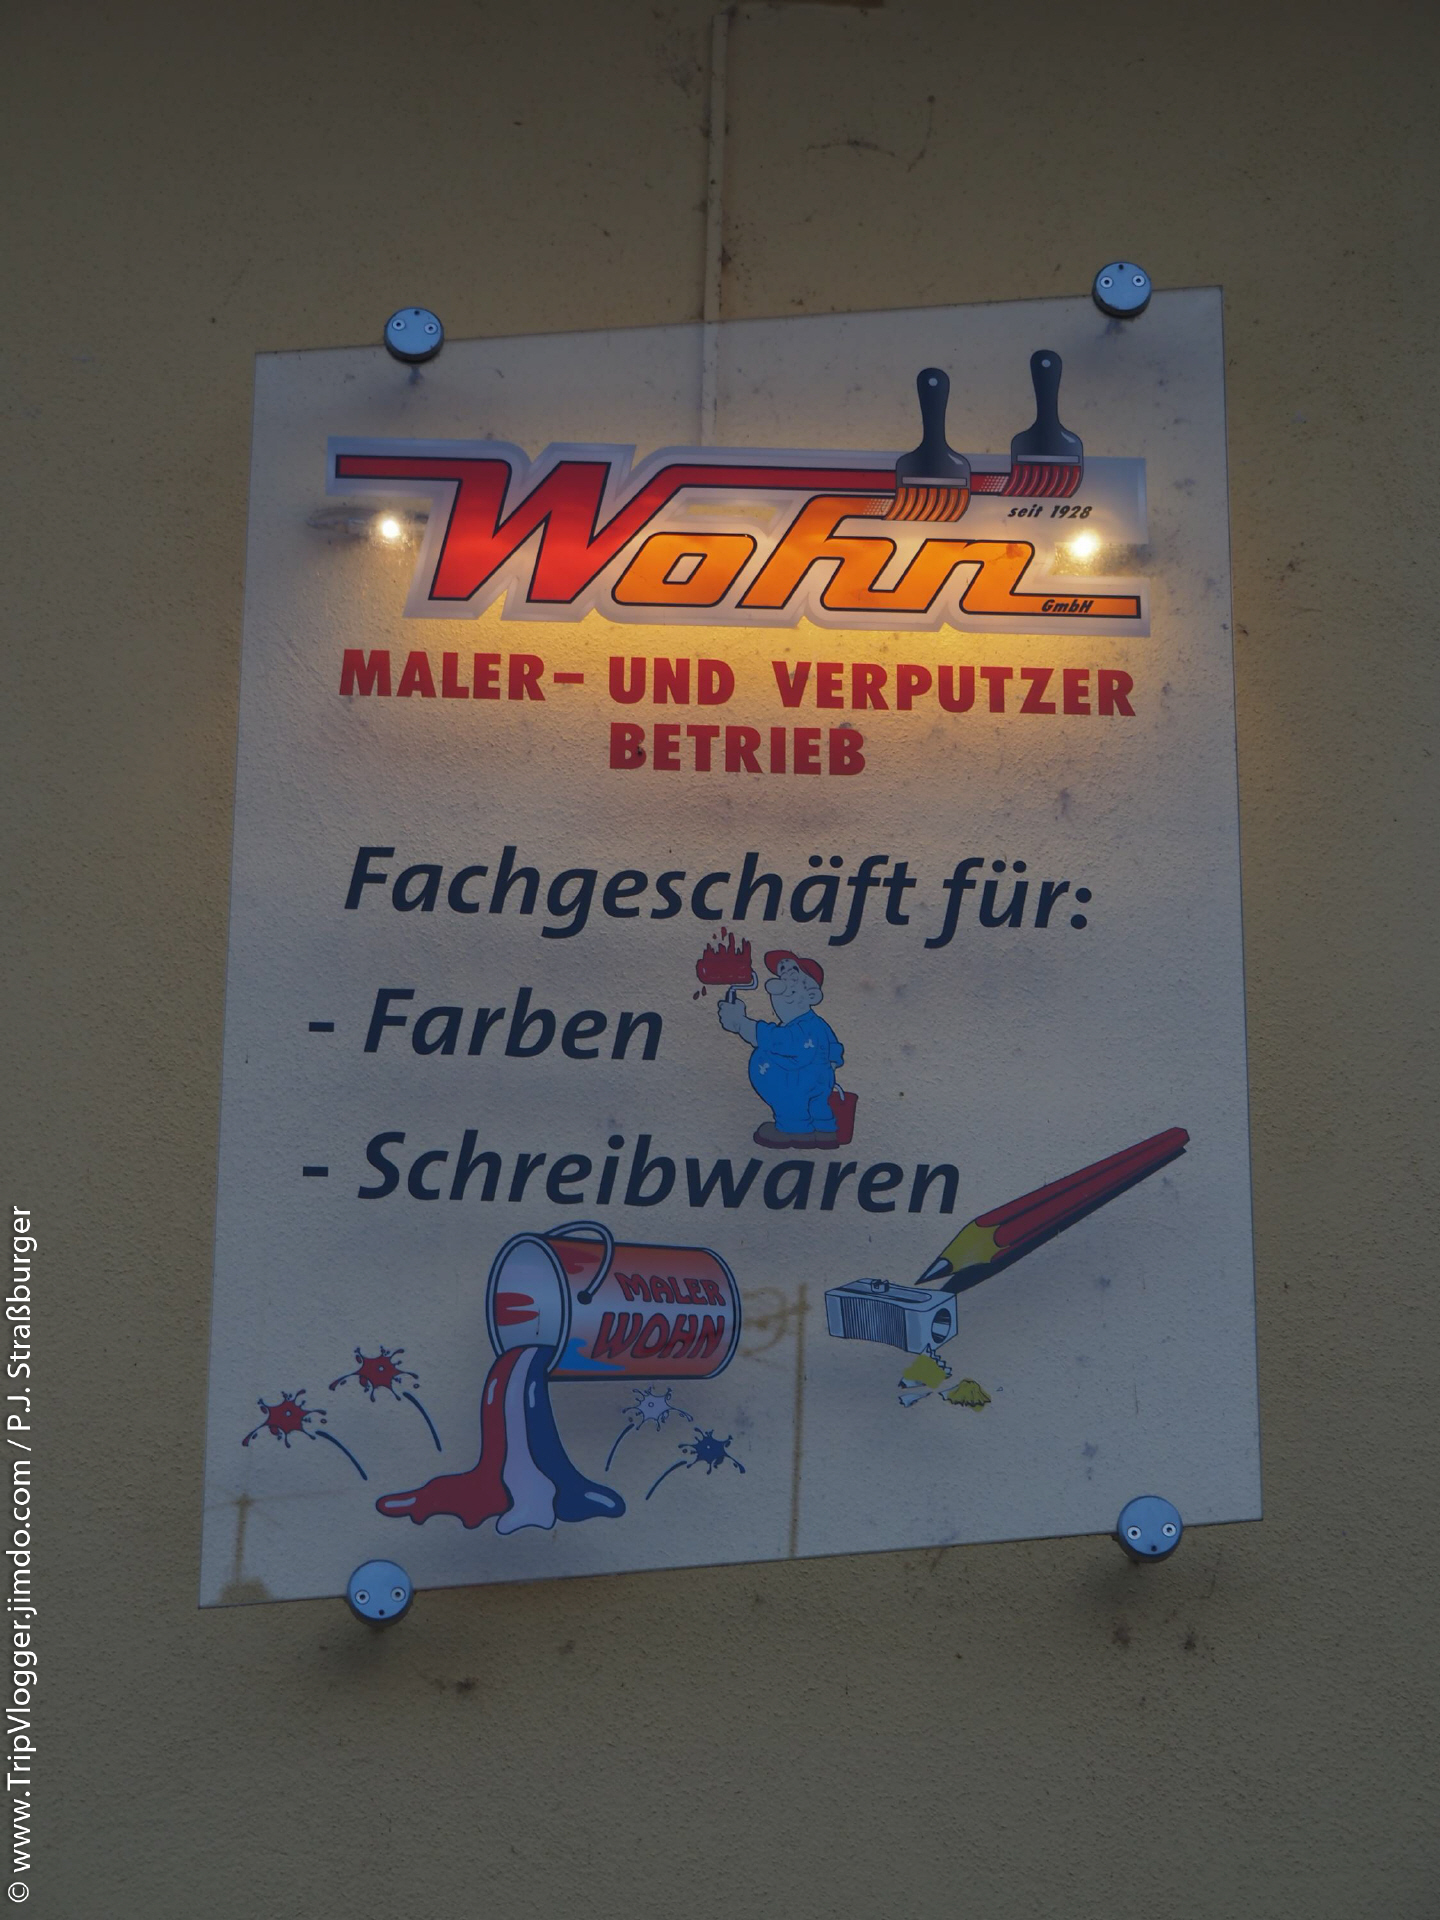 Wohn
seit 1928
GmbH
MALER- UND VERPUTZER
BETRIEB
Fachgeschäft für:
- Farben
- Schreibwaren
MALER
WOHN
© www.TripVlogger.jimdo.com / P.J. Straßburger